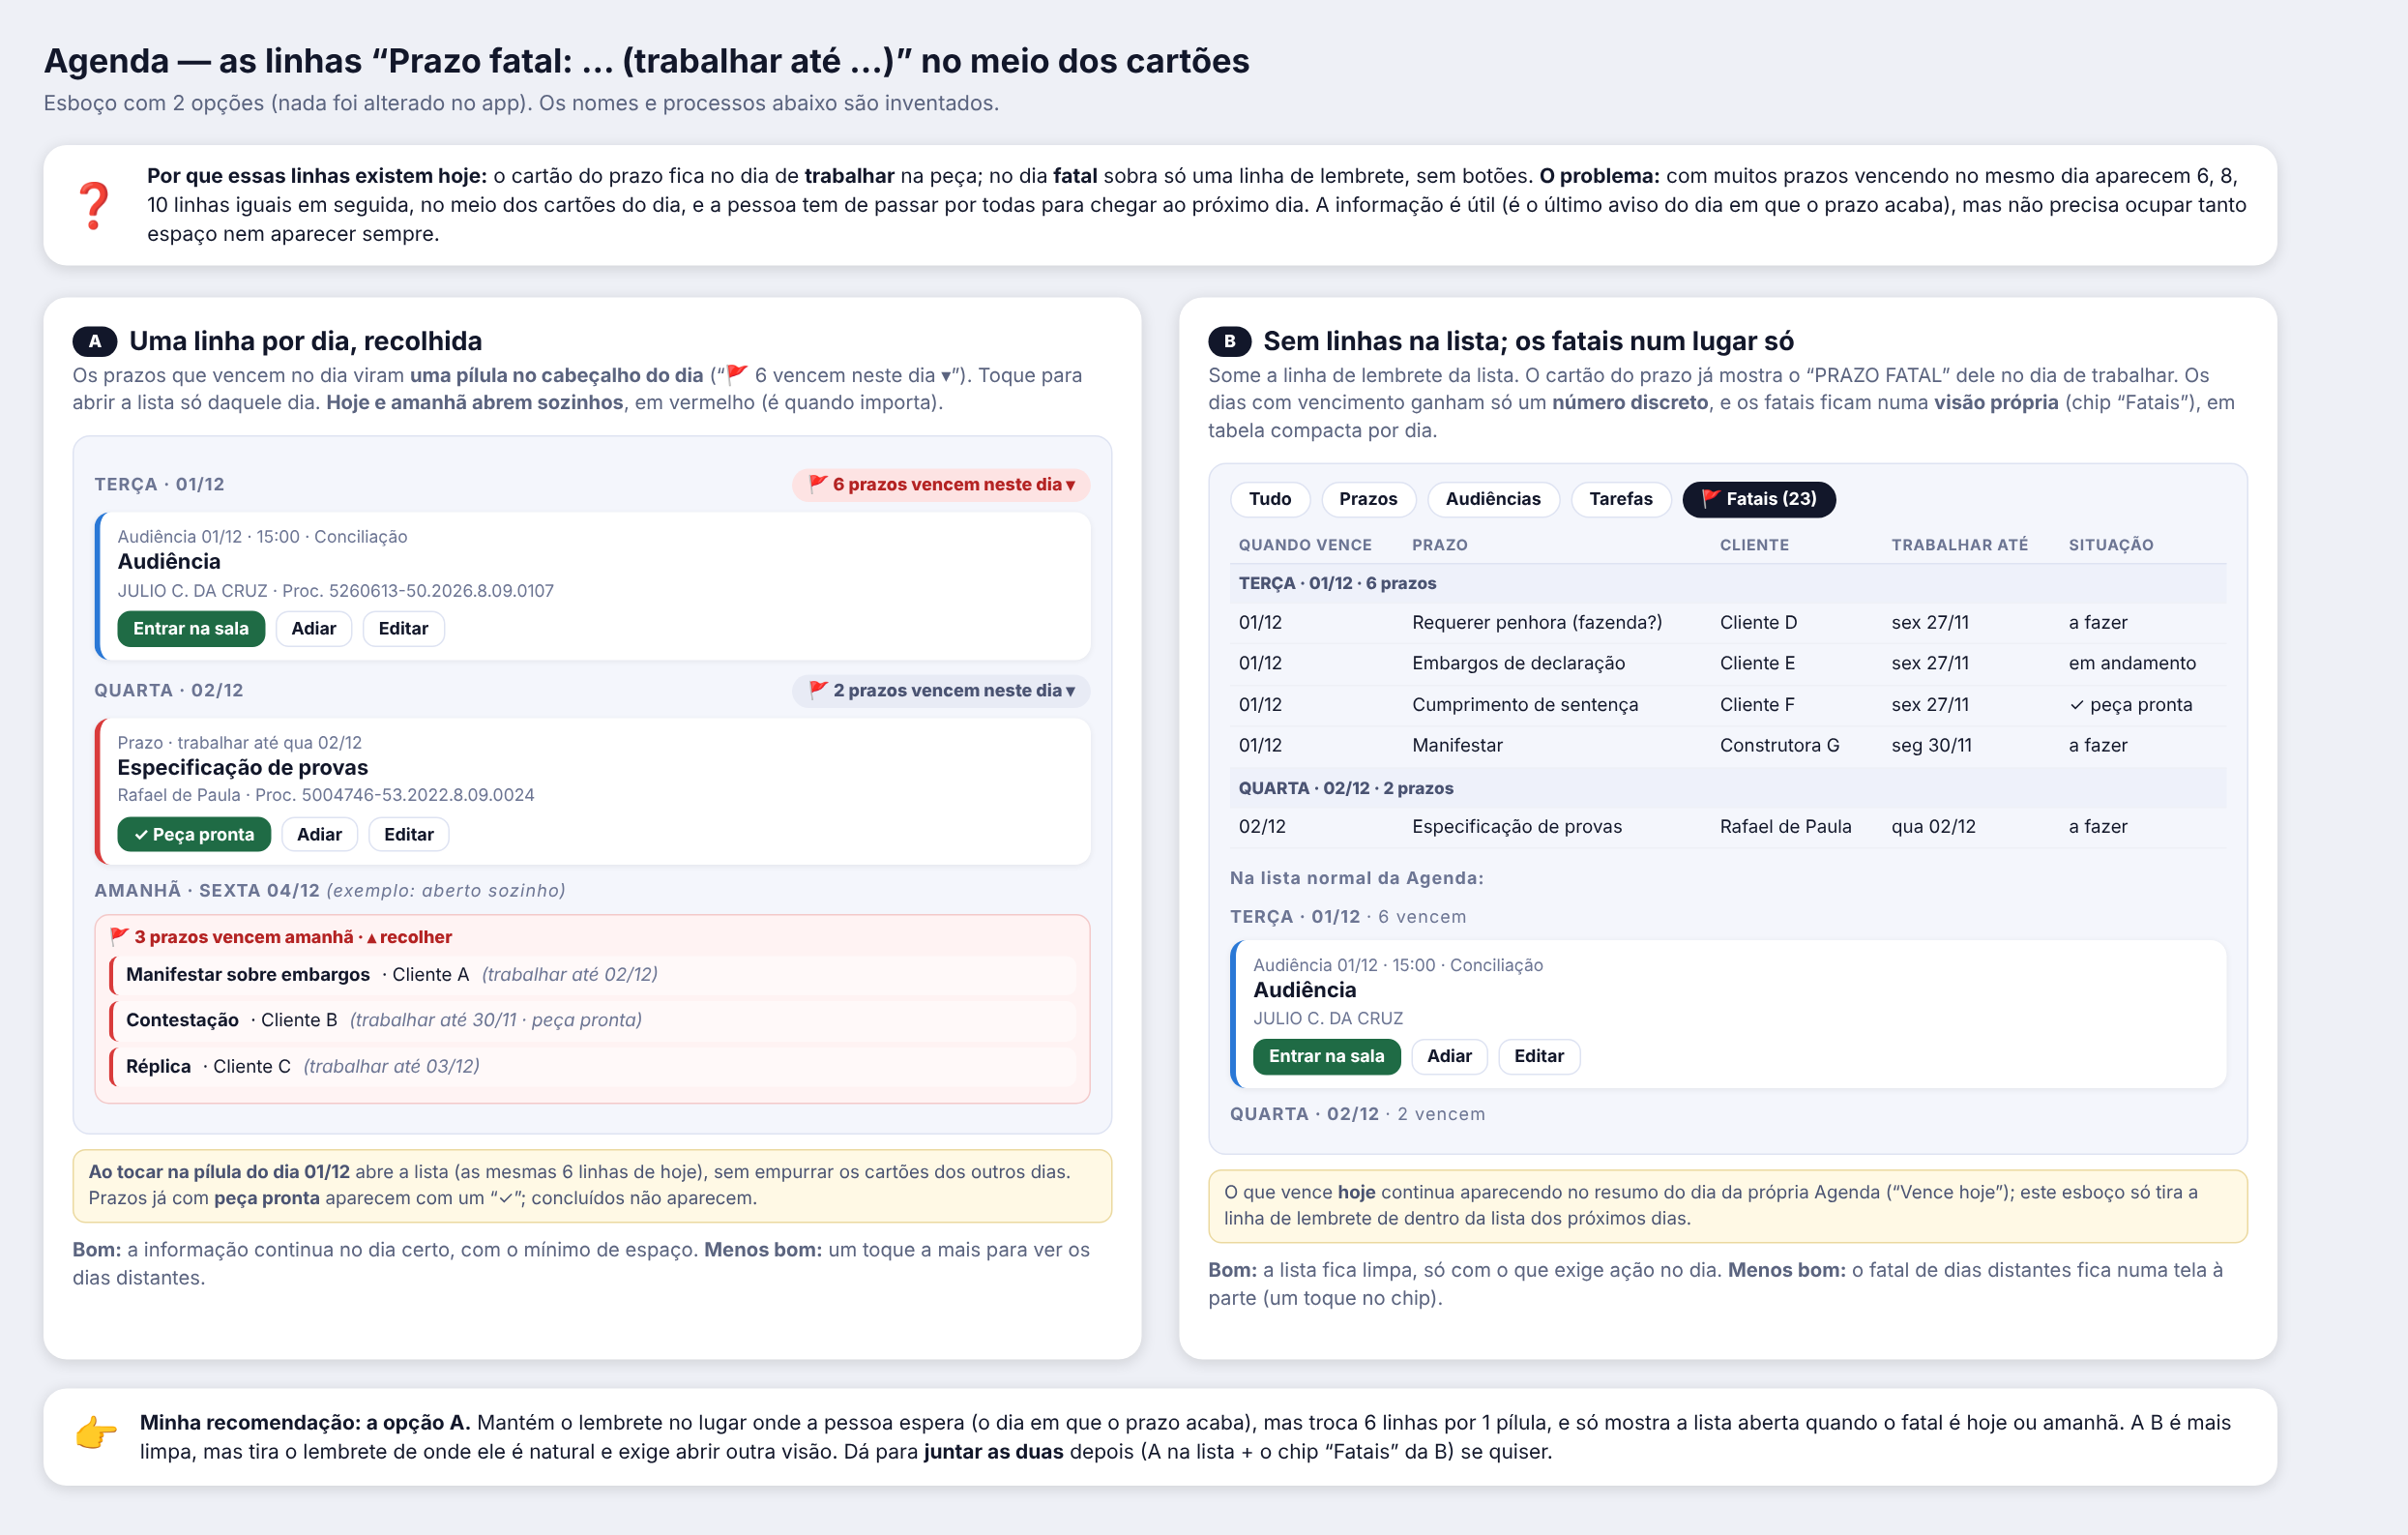 Agenda — as linhas “Prazo fatal: … (trabalhar até …)” no meio dos cartões
Esboço com 2 opções (nada foi alterado no app). Os nomes e processos abaixo são inventados.
Por que essas linhas existem hoje: o cartão do prazo fica no dia de trabalhar na peça; no dia fatal sobra só uma linha de lembrete, sem botões. O problema: com muitos prazos vencendo no mesmo dia aparecem 6, 8,
10 linhas iguais em seguida, no meio dos cartões do dia, e a pessoa tem de passar por todas para chegar ao próximo dia. A informação é útil (é o último aviso do dia em que o prazo acaba), mas não precisa ocupar tanto
espaço nem aparecer sempre.
A Uma linha por dia, recolhida
Os prazos que vencem no dia viram uma pílula no cabeçalho do dia (“🚩 6 vencem neste dia ▾”). Toque para
abrir a lista só daquele dia. Hoje e amanhã abrem sozinhos, em vermelho (é quando importa).
TERÇA · 01/12 🚩 6 prazos vencem neste dia ▾
Audiência 01/12 · 15:00 · Conciliação
Audiência
JULIO C. DA CRUZ · Proc. 5260613-50.2026.8.09.0107
Entrar na sala Adiar Editar
QUARTA · 02/12 🚩 2 prazos vencem neste dia ▾
Prazo · trabalhar até qua 02/12
Especificação de provas
Rafael de Paula · Proc. 5004746-53.2022.8.09.0024
✓ Peça pronta Adiar Editar
AMANHÃ · SEXTA 04/12 (exemplo: aberto sozinho)
🚩 3 prazos vencem amanhã · ▴ recolher
Manifestar sobre embargos · Cliente A (trabalhar até 02/12)
Contestação · Cliente B (trabalhar até 30/11 · peça pronta)
Réplica · Cliente C (trabalhar até 03/12)
Ao tocar na pílula do dia 01/12 abre a lista (as mesmas 6 linhas de hoje), sem empurrar os cartões dos outros dias.
Prazos já com peça pronta aparecem com um “✓”; concluídos não aparecem.
Bom: a informação continua no dia certo, com o mínimo de espaço. Menos bom: um toque a mais para ver os
dias distantes.
B Sem linhas na lista; os fatais num lugar só
Some a linha de lembrete da lista. O cartão do prazo já mostra o “PRAZO FATAL” dele no dia de trabalhar. Os
dias com vencimento ganham só um número discreto, e os fatais ficam numa visão própria (chip “Fatais”), em
tabela compacta por dia.
Tudo Prazos Audiências Tarefas 🚩 Fatais (23)
QUANDO VENCE PRAZO CLIENTE TRABALHAR ATÉ SITUAÇÃO
TERÇA · 01/12 · 6 prazos
01/12 Requerer penhora (fazenda?) Cliente D sex 27/11 a fazer
01/12 Embargos de declaração Cliente E sex 27/11 em andamento
01/12 Cumprimento de sentença Cliente F sex 27/11 ✓ peça pronta
01/12 Manifestar Construtora G seg 30/11 a fazer
QUARTA · 02/12 · 2 prazos
02/12 Especificação de provas Rafael de Paula qua 02/12 a fazer
Na lista normal da Agenda:
TERÇA · 01/12 · 6 vencem
Audiência 01/12 · 15:00 · Conciliação
Audiência
JULIO C. DA CRUZ
Entrar na sala Adiar Editar
QUARTA · 02/12 · 2 vencem
O que vence hoje continua aparecendo no resumo do dia da própria Agenda (“Vence hoje”); este esboço só tira a
linha de lembrete de dentro da lista dos próximos dias.
Bom: a lista fica limpa, só com o que exige ação no dia. Menos bom: o fatal de dias distantes fica numa tela à
parte (um toque no chip).
Minha recomendação: a opção A. Mantém o lembrete no lugar onde a pessoa espera (o dia em que o prazo acaba), mas troca 6 linhas por 1 pílula, e só mostra a lista aberta quando o fatal é hoje ou amanhã. A B é mais
limpa, mas tira o lembrete de onde ele é natural e exige abrir outra visão. Dá para juntar as duas depois (A na lista + o chip “Fatais” da B) se quiser.